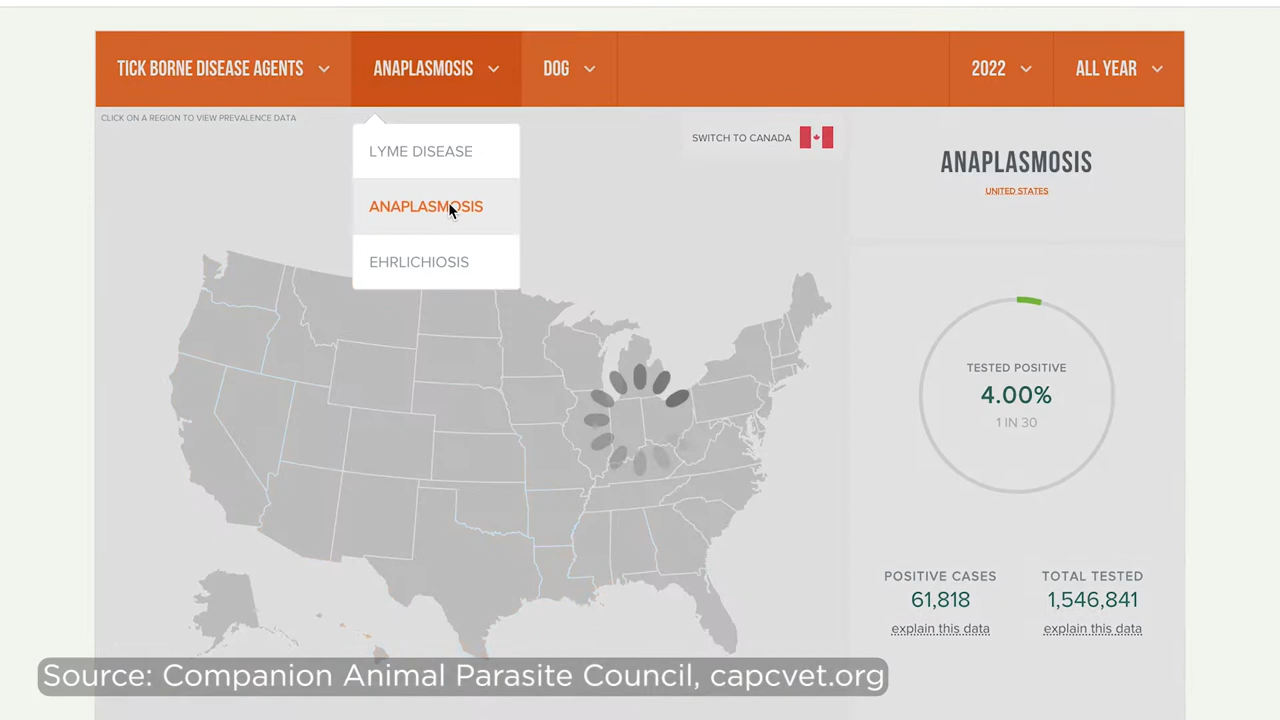 TICK BORNE DISEASE AGENTS
ANAPLASMOSIS
DOG
2022
ALL YEAR
CLICK ON A REGION TO VIEW PREVALENCE DATA
LYME DISEASE
ANAPLASMOSIS
EHRLICHIOSIS
SWITCH TO CANADA
ANAPLASMOSIS
UNITED STATES
TESTED POSITIVE
4.00%
1 IN 30
POSITIVE CASES
61,818
explain this data
TOTAL TESTED
1,546,841
explain this data
Source: Companion Animal Parasite Council, capcvet.org